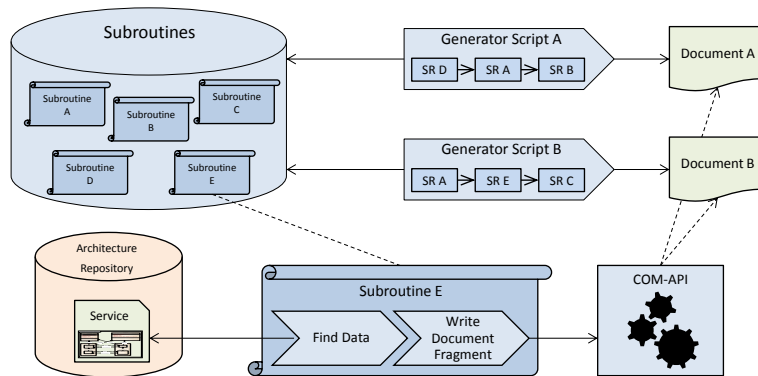 Subroutines
Subroutine
A
Subroutine
B
Subroutine
C
Subroutine
D
Subroutine
E
Generator Script A
SR D
SR A
SR B
Document A
Generator Script B
SR A
SR E
SR C
Document B
Architecture
Repository
Service
Subroutine E
Find Data
Write
Document
Fragment
COM-API